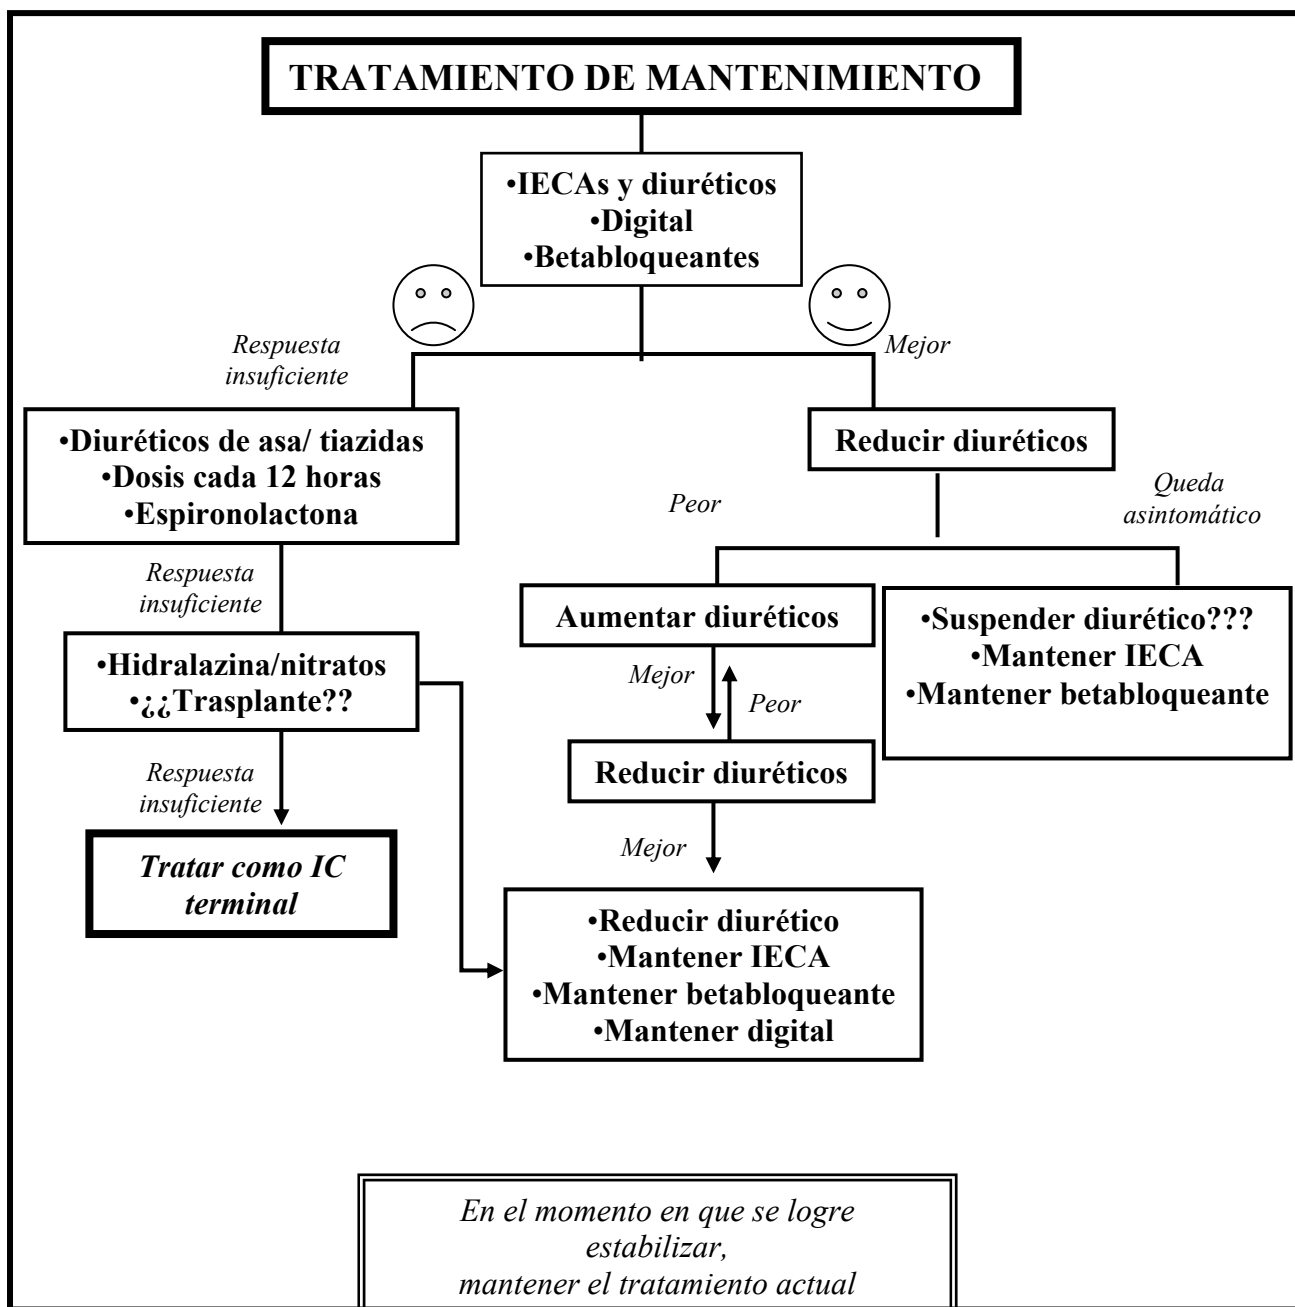 TRATAMIENTO DE MANTENIMIENTO
•IECAs y diuréticos
•Digital
•Betabloqueantes
Respuesta
insuficiente
Mejor
•Diuréticos de asa/ tiazidas
•Dosis cada 12 horas
•Espironolactona
Reducir diuréticos
Peor
Queda
asintomático
Respuesta
insuficiente
Aumentar diuréticos
•Suspender diurético???
•Mantener IECA
•Mantener betabloqueante
•Hidralazina/nitratos
•¿¿Trasplante??
Mejor
Peor
Reducir diuréticos
Respuesta
insuficiente
Mejor
Tratar como IC
terminal
•Reducir diurético
•Mantener IECA
•Mantener betabloqueante
•Mantener digital
En el momento en que se logre
estabilizar,
mantener el tratamiento actual